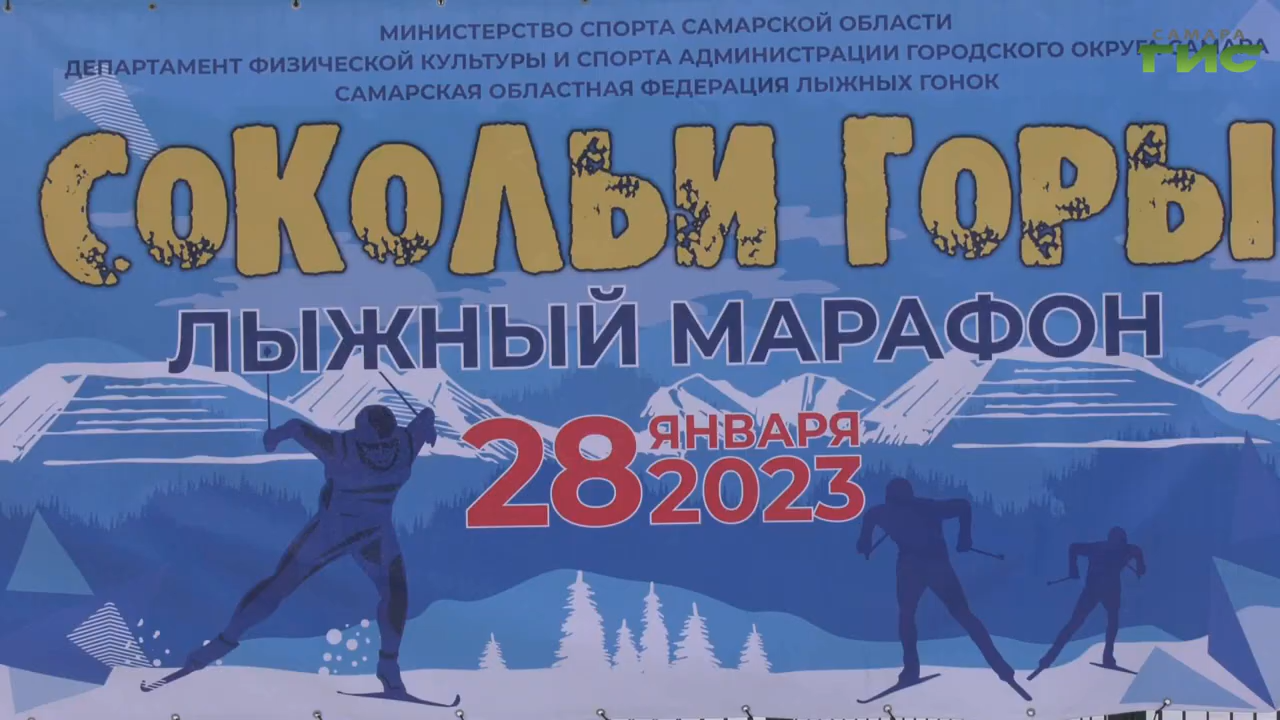 МИНИСТЕРСТВО СПОРТА САМАРСКОЙ ОБЛАСТИ
ДЕПАРТАМЕНТ ФИЗИЧЕСКОЙ КУЛЬТУРЫ И СПОРТА АДМИНИСТРАЦИИ ГОРОДСКОГО ОКРУГА САМАРА
САМАРСКАЯ ОБЛАСТНАЯ ФЕДЕРАЦИЯ ЛЫЖНЫХ ГОНОК
САМАРА
ГИС
СОКОЛЬИ ГОРЫ
ЛЫЖНЫЙ МАРАФОН
28 ЯНВАРЯ
2023